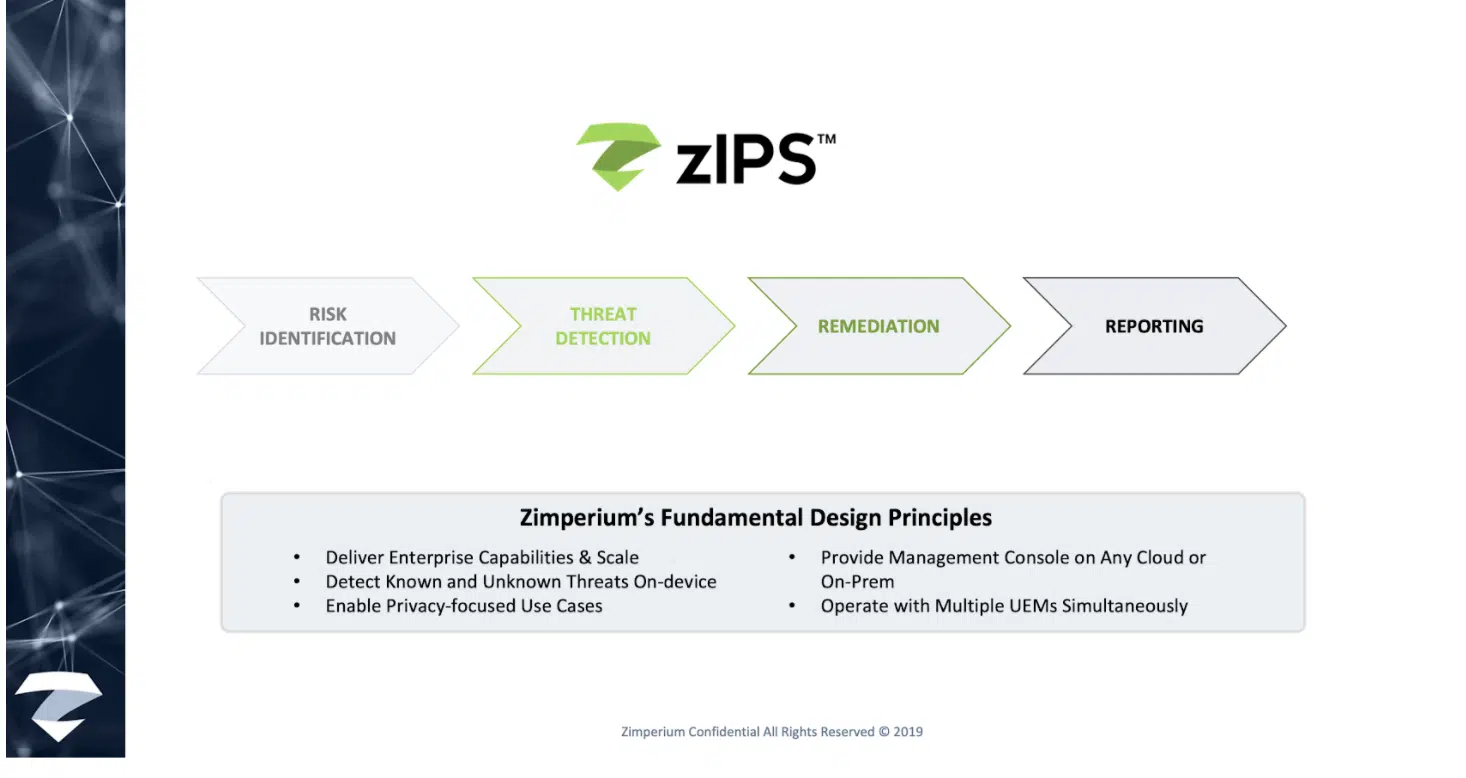 zIPS™
RISK
IDENTIFICATION
THREAT
DETECTION
REMEDIATION
REPORTING
Zimperium’s Fundamental Design Principles
• Deliver Enterprise Capabilities & Scale
• Detect Known and Unknown Threats On-device
• Enable Privacy-focused Use Cases
• Provide Management Console on Any Cloud or
On-Prem
• Operate with Multiple UEMs Simultaneously
Zimperium Confidential All Rights Reserved © 2019